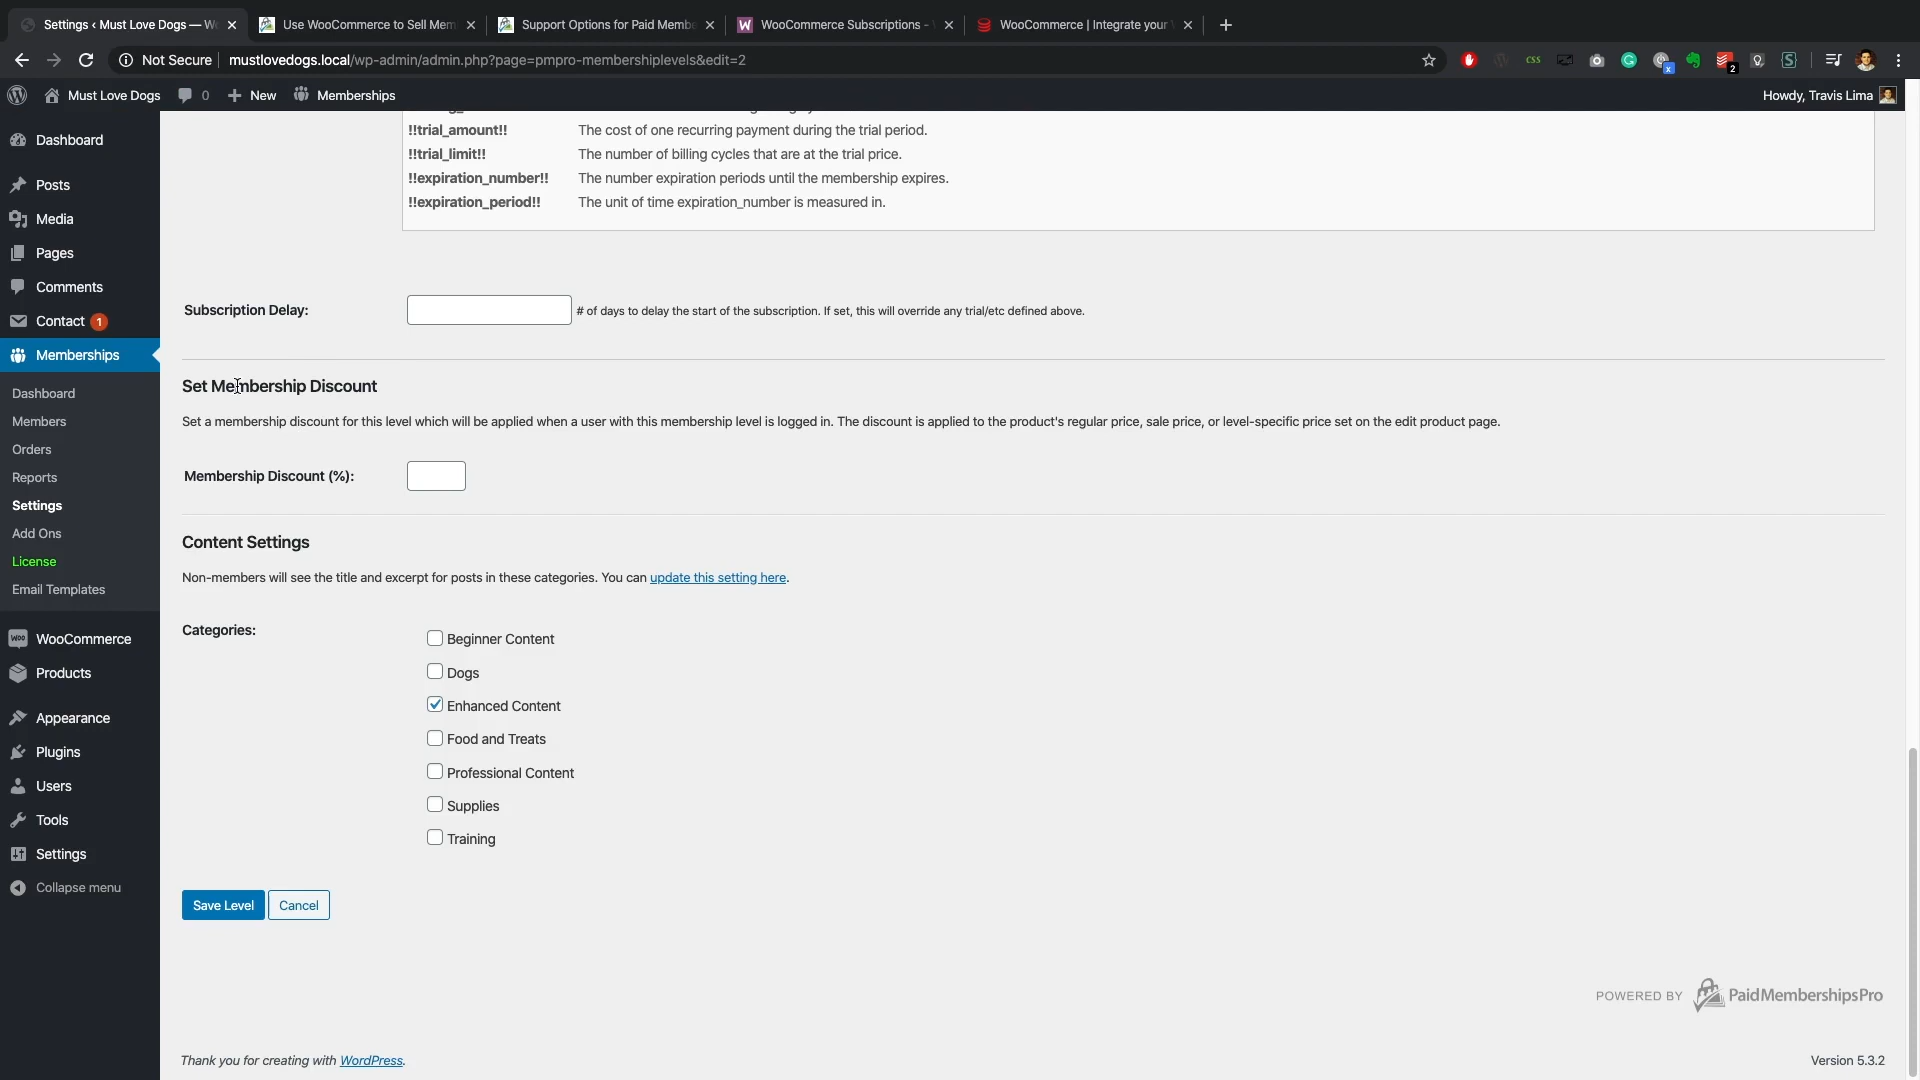 Settings ‹ Must Love Dogs — Wo
Use WooCommerce to Sell Mem
Support Options for Paid Membe
WooCommerce Subscriptions -
WooCommerce | Integrate your
Not Secure
mustlovedogs.local/wp-admin/admin.php?page=pmpro-membershiplevels&edit=2
css
2
Must Love Dogs
0
New
Memberships
Howdy, Travis Lima
Dashboard
Posts
Media
Pages
Comments
Contact 1
Memberships
Dashboard
Members
Orders
Reports
Settings
Add Ons
License
Email Templates
WooCommerce
Products
Appearance
Plugins
Users
Tools
Settings
Collapse menu
!!trial_amount!! The cost of one recurring payment during the trial period.
!!trial_limit!! The number of billing cycles that are at the trial price.
!!expiration_number!! The number expiration periods until the membership expires.
!!expiration_period!! The unit of time expiration_number is measured in.
Subscription Delay: # of days to delay the start of the subscription. If set, this will override any trial/etc defined above.
Set Membership Discount
Set a membership discount for this level which will be applied when a user with this membership level is logged in. The discount is applied to the product's regular price, sale price, or level-specific price set on the edit product page.
Membership Discount (%):
Content Settings
Non-members will see the title and excerpt for posts in these categories. You can update this setting here.
Categories:
Beginner Content
Dogs
Enhanced Content
Food and Treats
Professional Content
Supplies
Training
Save Level
Cancel
POWERED BY PaidMembershipsPro
Thank you for creating with WordPress.
Version 5.3.2